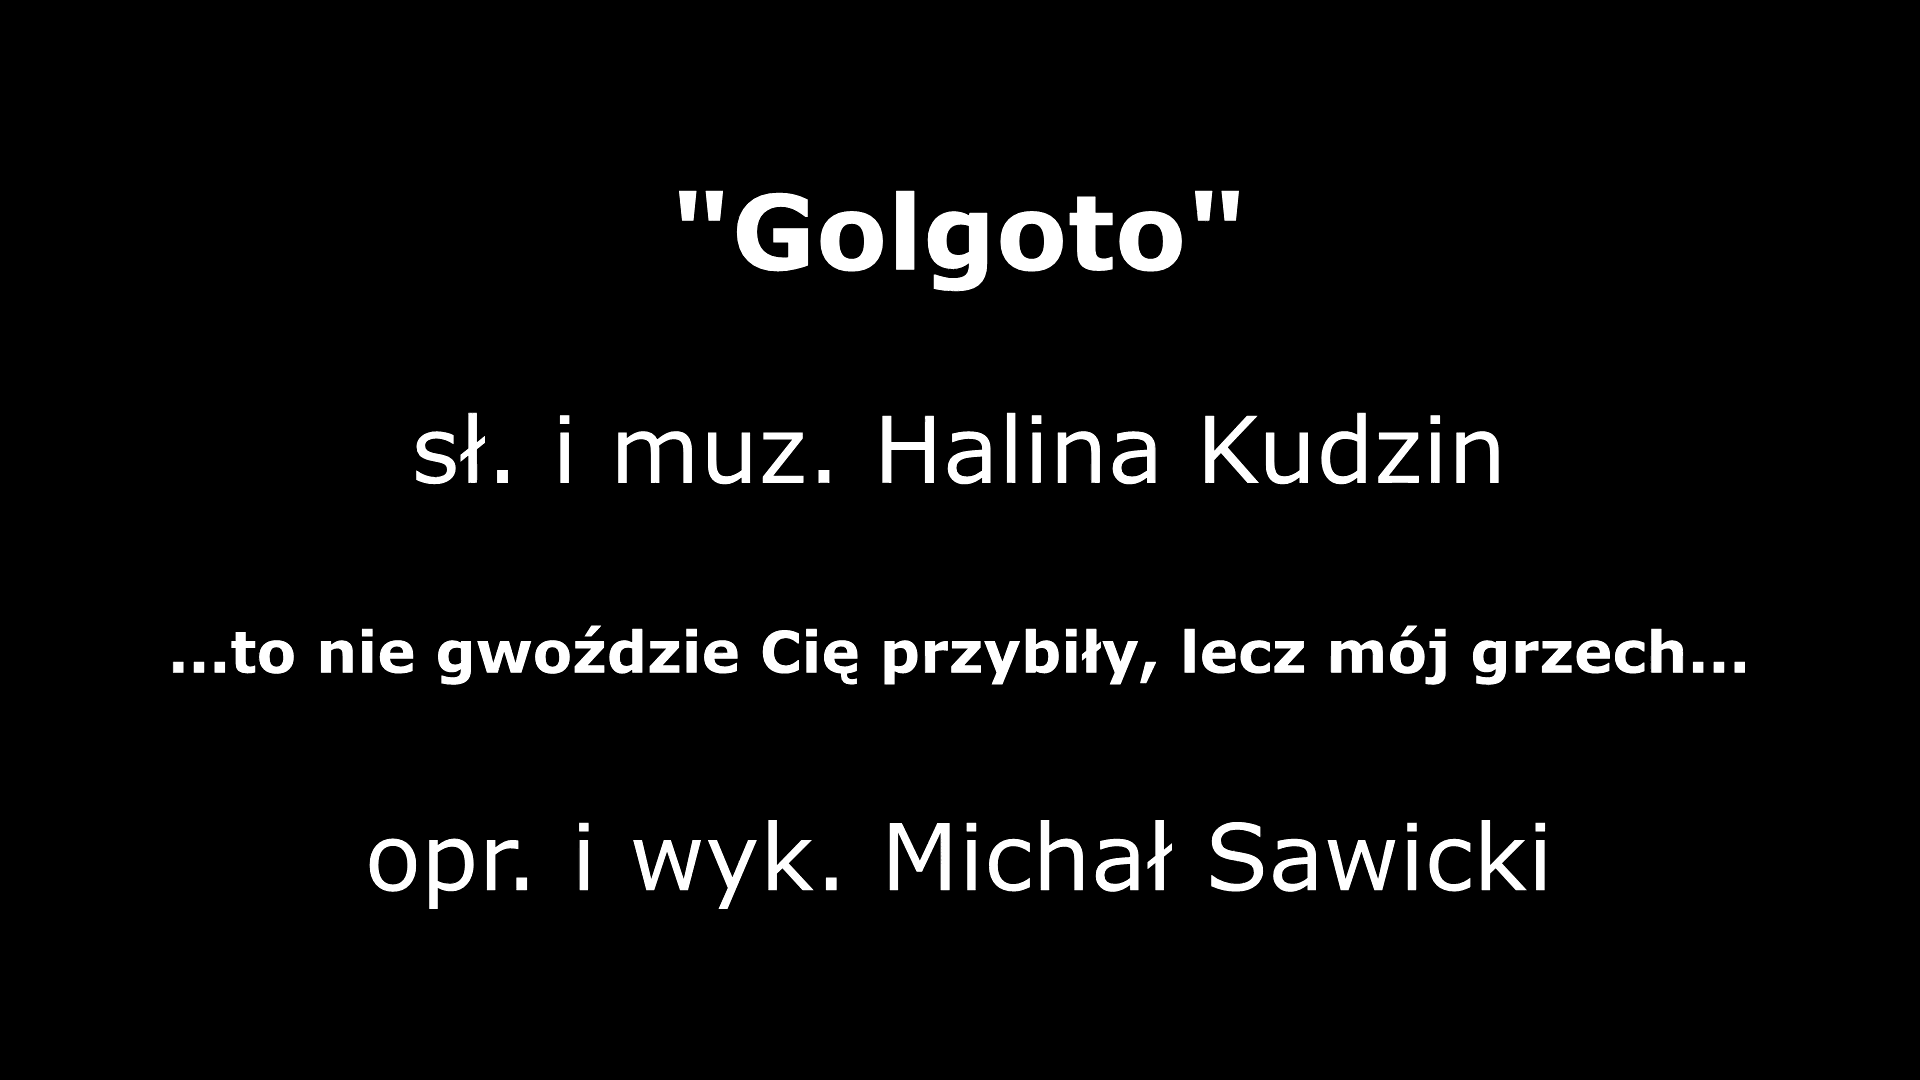 "Golgoto"
sł. i muz. Halina Kudzin
...to nie gwoździe Cię przybiły, lecz mój grzech...
opr. i wyk. Michał Sawicki